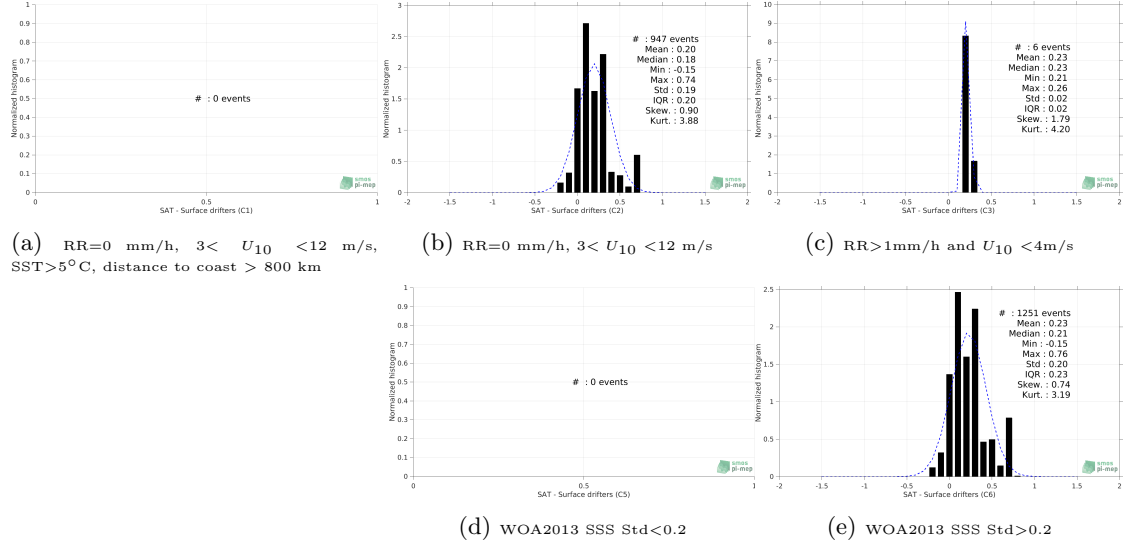 1
0.9
0.8
0.7
0.6
0.5
0.4
0.3
0.2
0.1
0
Normalized histogram
# : 0 events
0 0.5 1
SAT - Surface drifters (C1)
smos
pi-mep
(a) RR=0 mm/h, 3< U10 <12 m/s,
SST>5°C, distance to coast > 800 km
3
2.5
2
1.5
1
0.5
0
Normalized histogram
# : 947 events
Mean : 0.20
Median : 0.18
Min : -0.15
Max : 0.74
Std : 0.19
IQR : 0.20
Skew. : 0.90
Kurt. : 3.88
-2 -1.5 -1 -0.5 0 0.5 1 1.5 2
SAT - Surface drifters (C2)
smos
pi-mep
(b) RR=0 mm/h, 3< U10 <12 m/s
10
9
8
7
6
5
4
3
2
1
0
Normalized histogram
# : 6 events
Mean : 0.23
Median : 0.23
Min : 0.21
Max : 0.26
Std : 0.02
IQR : 0.02
Skew. : 1.79
Kurt. : 4.20
-2 -1.5 -1 -0.5 0 0.5 1 1.5 2
SAT - Surface drifters (C3)
smos
pi-mep
(c) RR>1mm/h and U10 <4m/s
1
0.9
0.8
0.7
0.6
0.5
0.4
0.3
0.2
0.1
0
Normalized histogram
# : 0 events
0 0.5 1
SAT - Surface drifters (C5)
smos
pi-mep
(d) WOA2013 SSS Std<0.2
2.5
2
1.5
1
0.5
0
Normalized histogram
# : 1251 events
Mean : 0.23
Median : 0.21
Min : -0.15
Max : 0.76
Std : 0.20
IQR : 0.23
Skew. : 0.74
Kurt. : 3.19
-2 -1.5 -1 -0.5 0 0.5 1 1.5 2
SAT - Surface drifters (C6)
smos
pi-mep
(e) WOA2013 SSS Std>0.2